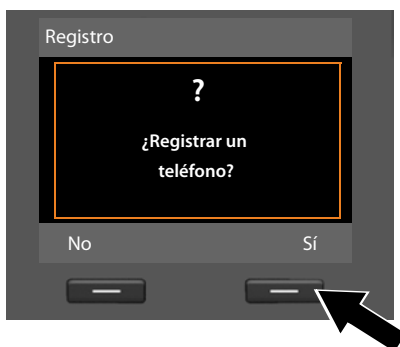 Registro
?
¿Registrar un
teléfono?
No Sí